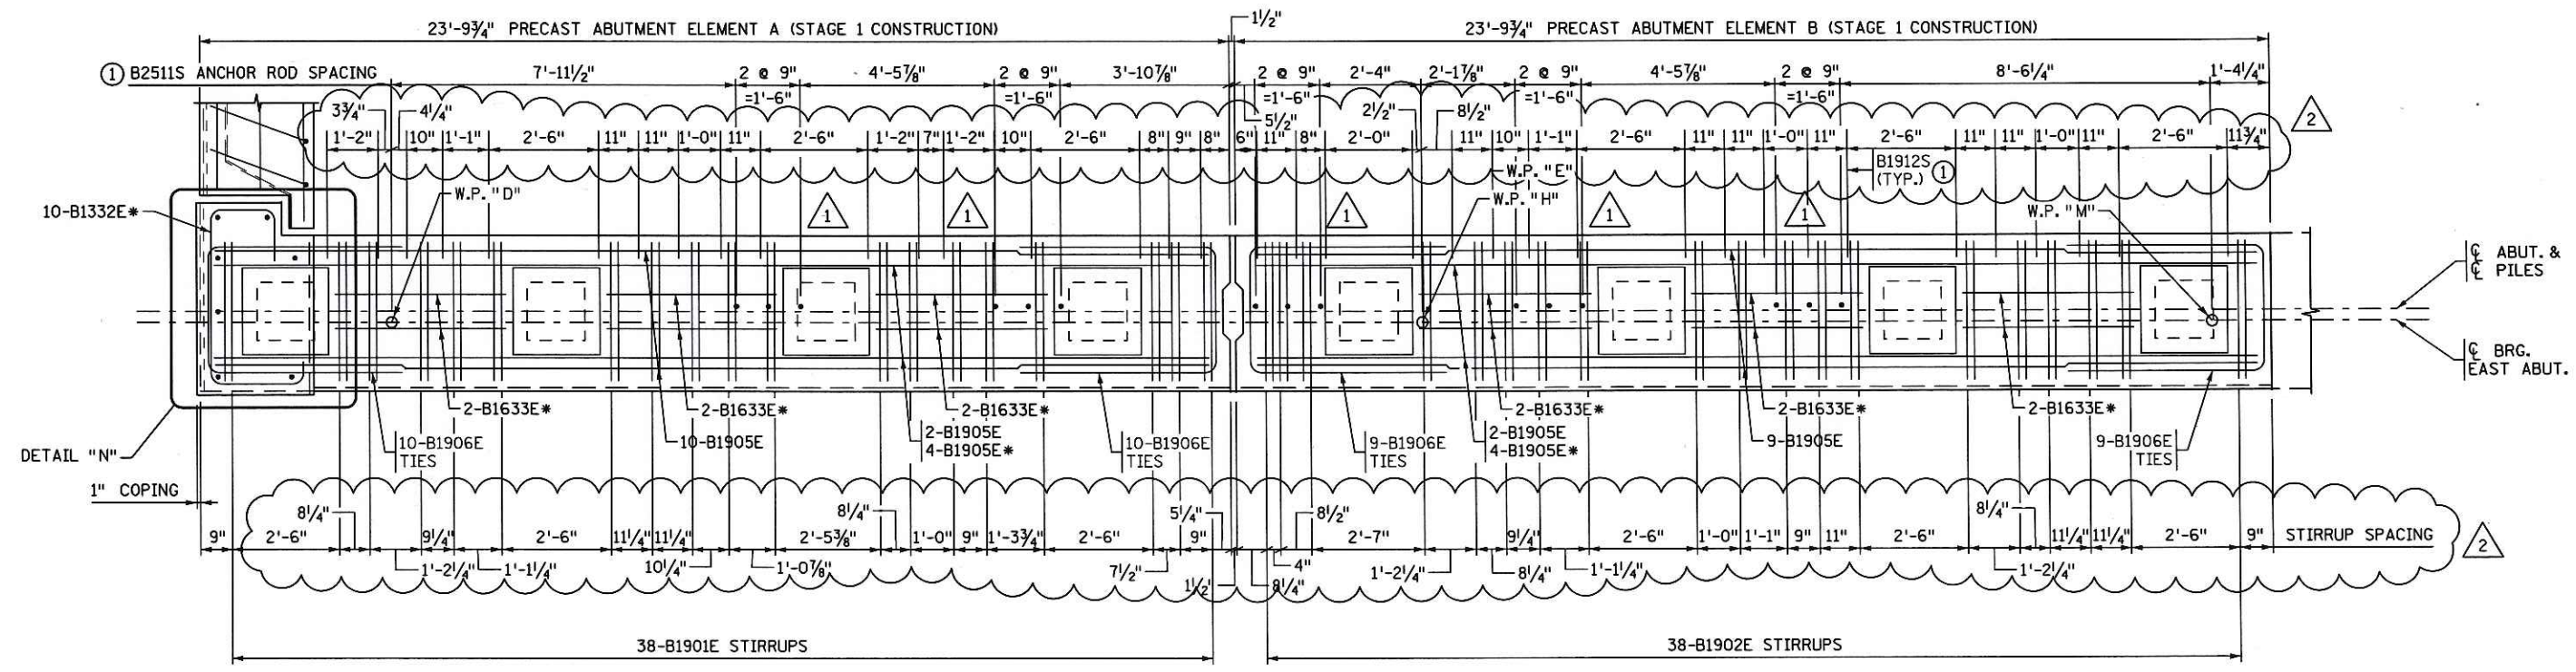 23'-9¾" PRECAST ABUTMENT ELEMENT A (STAGE 1 CONSTRUCTION)
1½"
23'-9¾" PRECAST ABUTMENT ELEMENT B (STAGE 1 CONSTRUCTION)
① B2511S ANCHOR ROD SPACING
7'-11½"
2 @ 9"
=1'-6"
4'-5⅞"
2 @ 9"
=1'-6"
3'-10⅞"
2 @ 9"
=1'-6"
2'-4"
2'-1⅞"
2 @ 9"
=1'-6"
4'-5⅞"
2 @ 9"
=1'-6"
8'-6¼"
1'-4¼"
3¾"
4¼"
5½"
2½"
8½"
2
1'-2"
10"
1'-1"
2'-6"
11"
11"
1'-0"
11"
2'-6"
1'-2"
7"
1'-2"
10"
2'-6"
8"
9"
8"
6"
11"
8"
2'-0"
11"
10"
1'-1"
2'-6"
11"
11"
1'-0"
11"
2'-6"
11"
11"
1'-0"
11"
2'-6"
11¾"
B1912S
(TYP.) ①
10-B1332E*
W.P. "D"
1
1
1
W.P. "E"
W.P. "H"
1
1
W.P. "M"
℄ ABUT. &
℄ PILES
℄ BRG.
EAST ABUT.
DETAIL "N"
2-B1633E*
2-B1633E*
2-B1633E*
2-B1633E*
2-B1633E*
2-B1633E*
10-B1906E
TIES
10-B1905E
2-B1905E
4-B1905E*
10-B1906E
TIES
9-B1906E
TIES
2-B1905E
4-B1905E*
9-B1905E
9-B1906E
TIES
1" COPING
8¼"
8¼"
5¼"
8½"
8¼"
9"
2'-6"
9¼"
2'-6"
11¼"
11¼"
2'-5⅜"
1'-0"
9"
1'-3¾"
2'-6"
9"
2'-7"
9¼"
2'-6"
1'-0"
1'-1"
9"
11"
2'-6"
11¼"
11¼"
2'-6"
9"
STIRRUP SPACING
2
1'-2¼"
1'-1¼"
10¼"
1'-0⅞"
7½"
1½"
8¼"
4"
1'-2¼"
8¼"
1'-1¼"
1'-2¼"
38-B1901E STIRRUPS
38-B1902E STIRRUPS